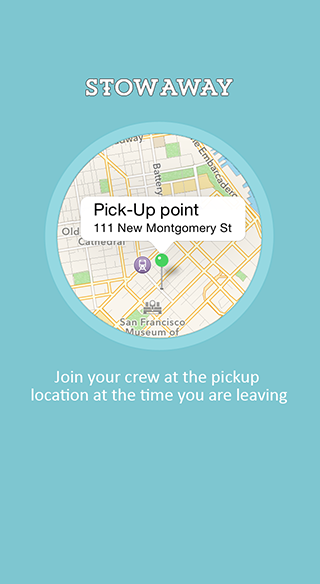 STOWAWAY
Battery
Embarcadero
Pick-Up point
111 New Montgomery St
Old
Cathedral
San Francisco
Museum of
Join your crew at the pickup
location at the time you are leaving